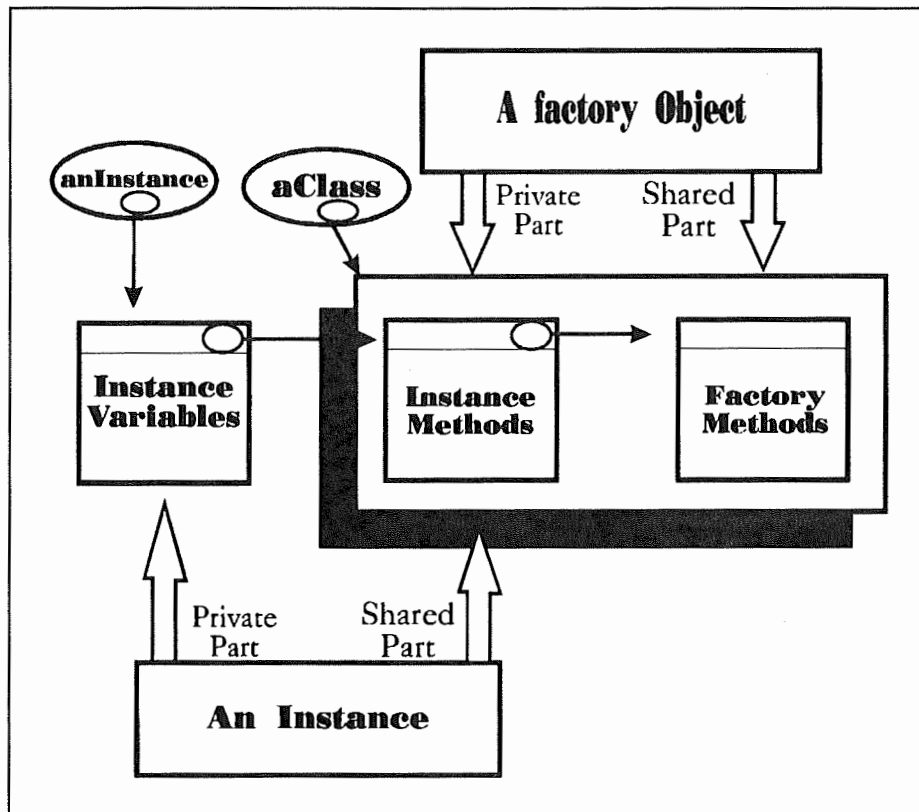 A factory Object
anInstance
aClass
Private
Part
Shared
Part
Instance
Variables
Instance
Methods
Factory
Methods
Private
Part
Shared
Part
An Instance